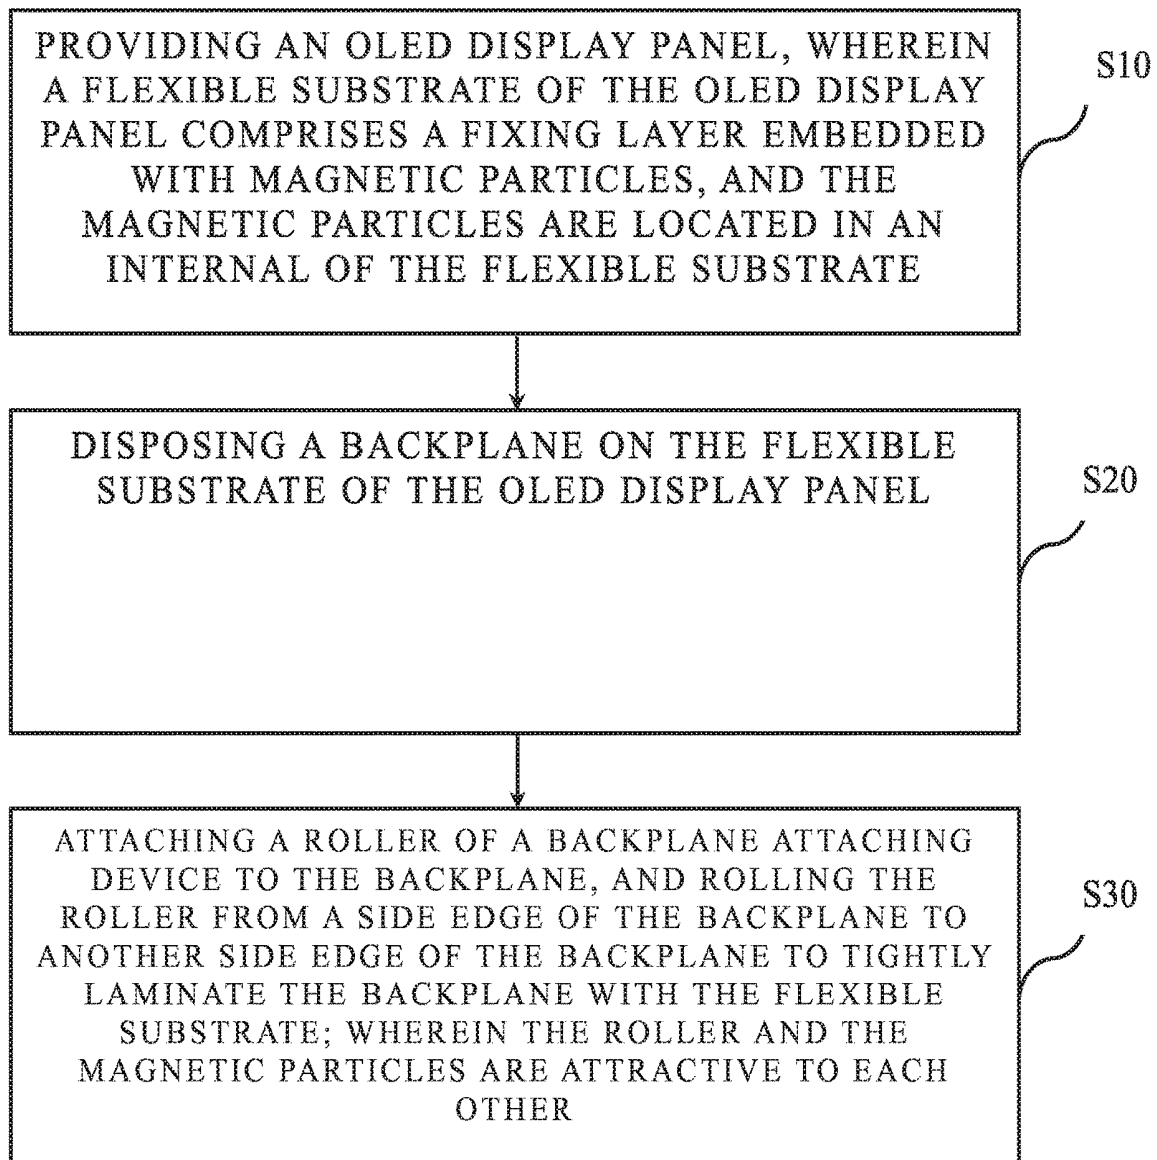 PROVIDING AN OLED DISPLAY PANEL, WHEREIN
A FLEXIBLE SUBSTRATE OF THE OLED DISPLAY
PANEL COMPRISES A FIXING LAYER EMBEDDED
WITH MAGNETIC PARTICLES, AND THE
MAGNETIC PARTICLES ARE LOCATED IN AN
INTERNAL OF THE FLEXIBLE SUBSTRATE
S10
DISPOSING A BACKPLANE ON THE FLEXIBLE
SUBSTRATE OF THE OLED DISPLAY PANEL
S20
ATTACHING A ROLLER OF A BACKPLANE ATTACHING
DEVICE TO THE BACKPLANE, AND ROLLING THE
ROLLER FROM A SIDE EDGE OF THE BACKPLANE TO
ANOTHER SIDE EDGE OF THE BACKPLANE TO TIGHTLY
LAMINATE THE BACKPLANE WITH THE FLEXIBLE
SUBSTRATE; WHEREIN THE ROLLER AND THE
MAGNETIC PARTICLES ARE ATTRACTIVE TO EACH
OTHER
S30